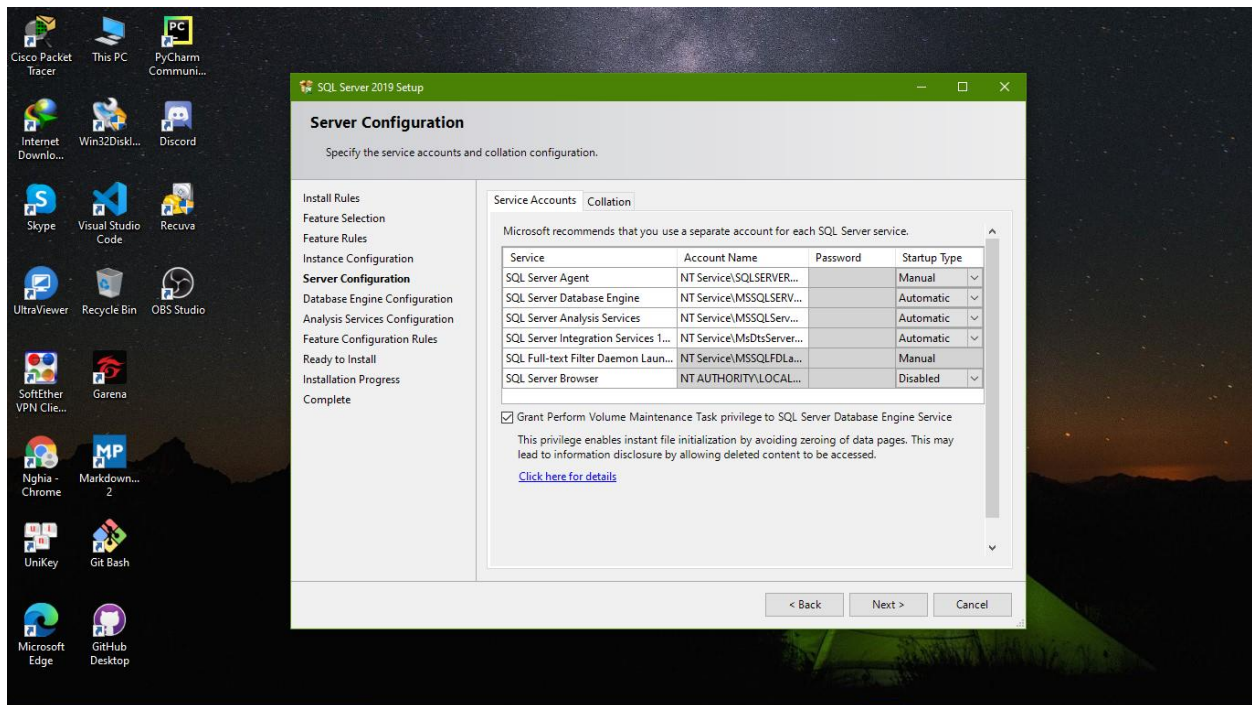 Cisco Packet
Tracer
This PC
PC
PyCharm
Communi...
Internet
Downlo...
Win32Diskl...
Discord
S
Skype
Visual Studio
Code
Recuva
UltraViewer
Recycle Bin
OBS Studio
SoftEther
VPN Clie...
Garena
Nghia -
Chrome
MP
Markdown...
2
UniKey
Git Bash
Microsoft
Edge
GitHub
Desktop
SQL Server 2019 Setup
Server Configuration
Specify the service accounts and collation configuration.
Install Rules
Feature Selection
Feature Rules
Instance Configuration
Server Configuration
Database Engine Configuration
Analysis Services Configuration
Feature Configuration Rules
Ready to Install
Installation Progress
Complete
Service Accounts Collation
Microsoft recommends that you use a separate account for each SQL Server service.
Service Account Name Password Startup Type
SQL Server Agent NT Service\SQLSERVER... Manual
SQL Server Database Engine NT Service\MSSQLSERV... Automatic
SQL Server Analysis Services NT Service\MSSQLServ... Automatic
SQL Server Integration Services 1... NT Service\MsDtsServer... Automatic
SQL Full-text Filter Daemon Laun... NT Service\MSSQLFDLa... Manual
SQL Server Browser NT AUTHORITY\LOCAL... Disabled
Grant Perform Volume Maintenance Task privilege to SQL Server Database Engine Service
This privilege enables instant file initialization by avoiding zeroing of data pages. This may
lead to information disclosure by allowing deleted content to be accessed.
Click here for details
< Back Next > Cancel